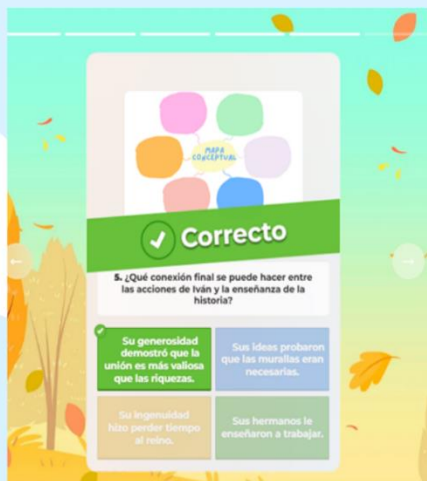 MAPA
CONCEPTUAL
Correcto
5. ¿Qué conexión final se puede hacer entre
las acciones de Iván y la enseñanza de la
historia?
Su generosidad
demostró que la
unión es más valiosa
que las riquezas.
Sus ideas probaron
que las murallas eran
necesarias.
Su ingenuidad
hizo perder tiempo
al reino.
Sus hermanos le
enseñaron a trabajar.